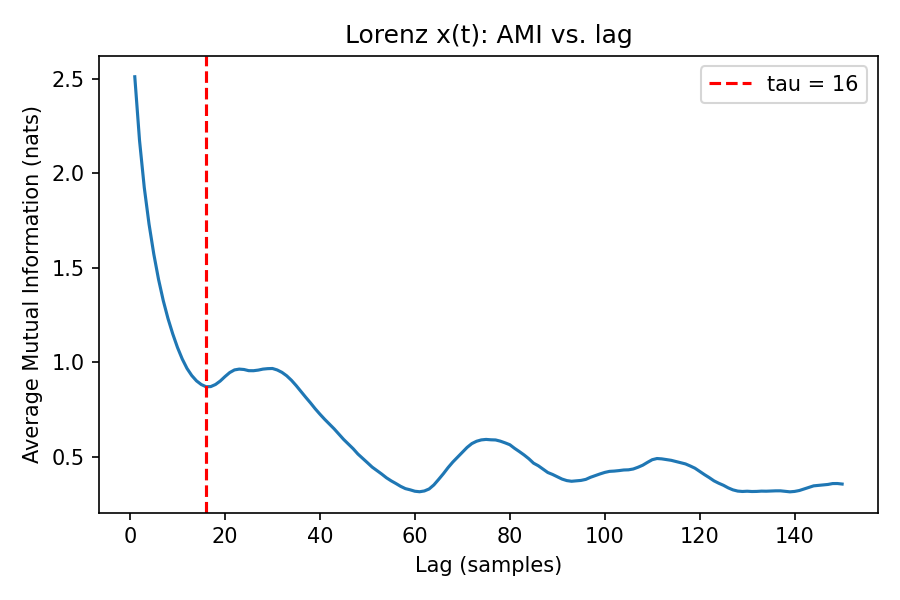 Lorenz x(t): AMI vs. lag
tau = 16
Average Mutual Information (nats)
2.5
2.0
1.5
1.0
0.5
0 20 40 60 80 100 120 140
Lag (samples)